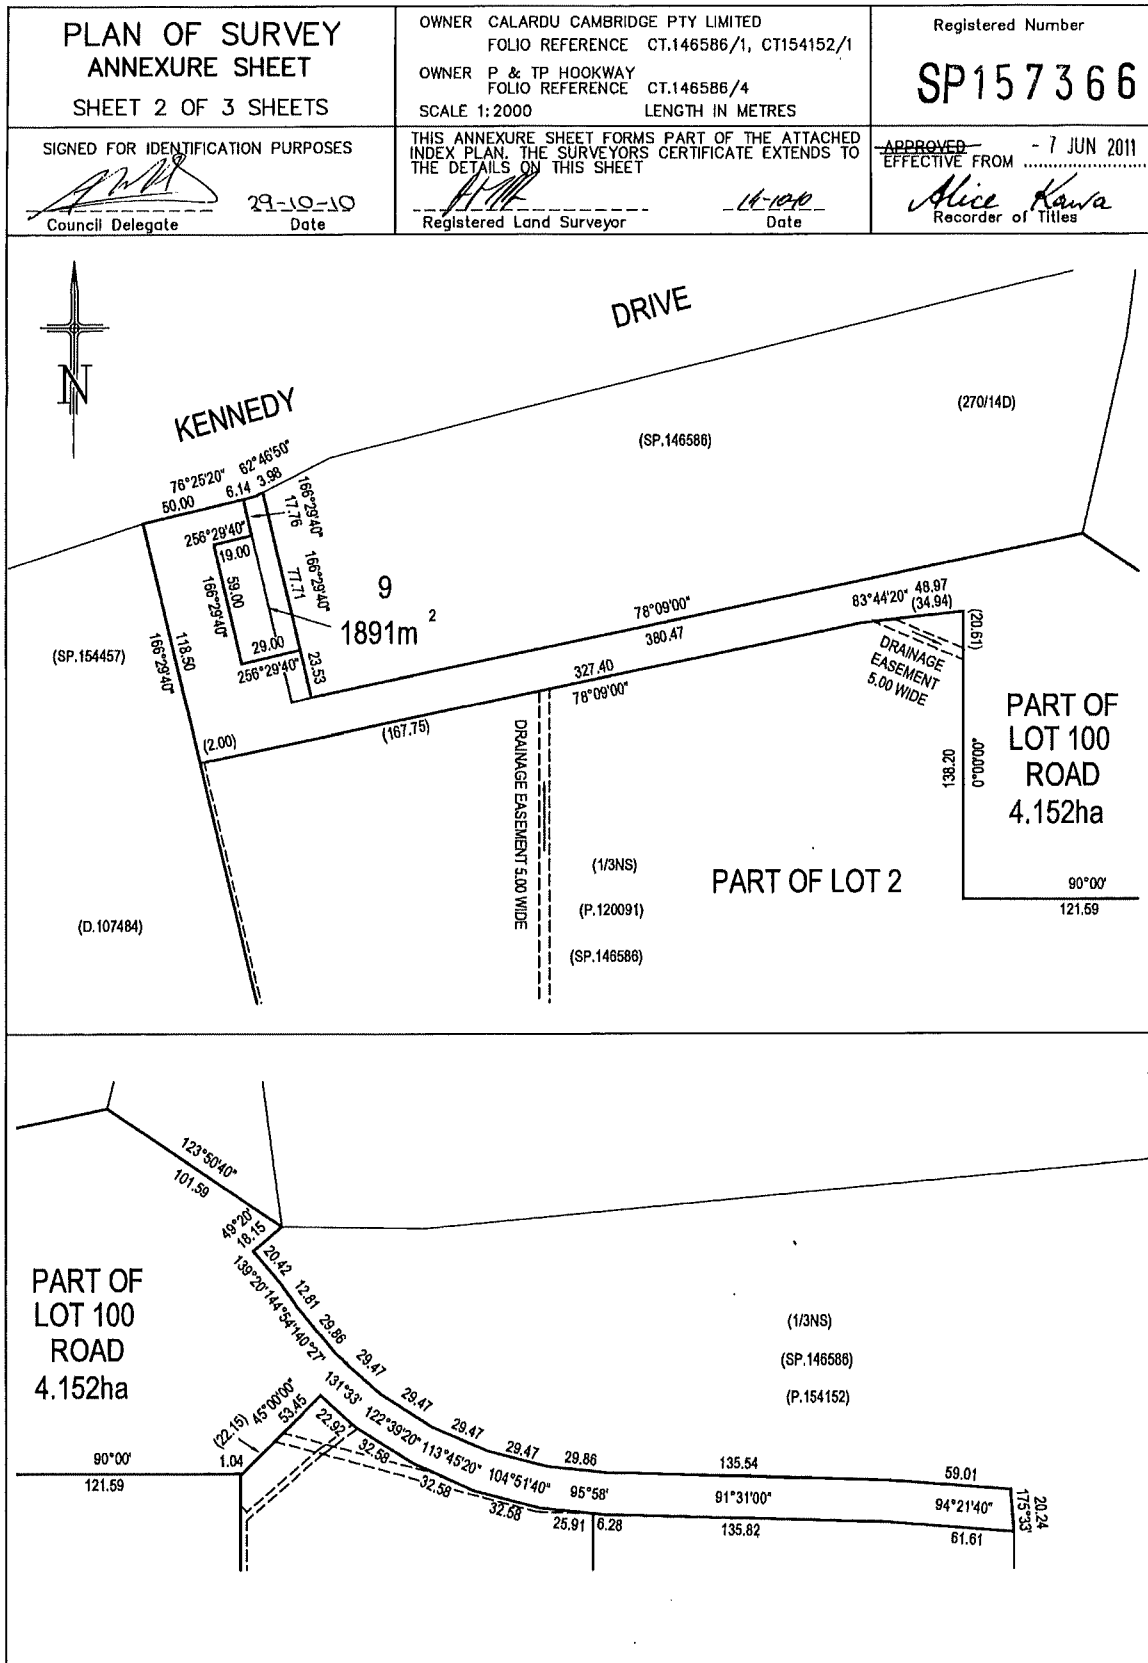 PLAN OF SURVEY
ANNEXURE SHEET
SHEET 2 OF 3 SHEETS
OWNER CALARDU CAMBRIDGE PTY LIMITED
FOLIO REFERENCE CT.146586/1, CT154152/1
OWNER P & TP HOOKWAY
FOLIO REFERENCE CT.146586/4
SCALE 1:2000 LENGTH IN METRES
Registered Number
SP157366
SIGNED FOR IDENTIFICATION PURPOSES
29-10-10
Council Delegate Date
THIS ANNEXURE SHEET FORMS PART OF THE ATTACHED
INDEX PLAN. THE SURVEYORS CERTIFICATE EXTENDS TO
THE DETAILS ON THIS SHEET
Registered Land Surveyor Date
APPROVED
EFFECTIVE FROM - 7 JUN 2011
Alice Kawa
Recorder of Titles
N
KENNEDY
DRIVE
(270/14D)
(SP.146586)
76°25'20"
50.00
62°46'50"
6.14
3.98
166°29'40"
17.76
256°29'40"
19.00
59.00
166°29'40"
166°29'40"
77.71
9
1891m 2
29.00
256°29'40"
23.53
118.50
166°29'40"
(SP.154457)
(2.00)
(167.75)
78°09'00"
380.47
327.40
78°09'00"
83°44'20"
48.97
(34.94)
(20.61)
DRAINAGE
EASEMENT
5.00 WIDE
DRAINAGE EASEMENT 5.00 WIDE
138.20
0°00'00"
PART OF
LOT 100
ROAD
4.152ha
(1/3NS)
(P.120091)
(SP.146586)
PART OF LOT 2
90°00'
121.59
(D.107484)
123°50'40"
101.59
49°20'
18.15
PART OF
LOT 100
ROAD
4.152ha
20.42
139°20'
12.81
144°54'
29.86
140°27'
29.47
131°33'
29.47
122°39'20"
29.47
113°45'20"
29.47
104°51'40"
29.86
95°58'
135.54
91°31'00"
59.01
94°21'40"
20.24
175°33'
(1/3NS)
(SP.146586)
(P.154152)
(22.15)
45°00'00"
53.45
22.92
32.58
32.58
32.58
25.91
6.28
135.82
61.61
90°00'
121.59
1.04